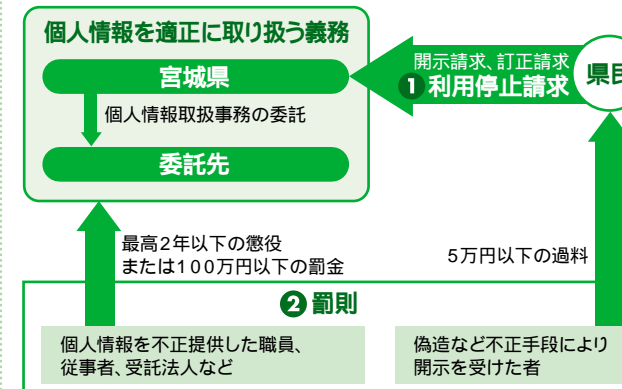 個人情報を適正に取り扱う義務
宮城県
個人情報取扱事務の委託
委託先
開示請求、訂正請求
❶利用停止請求
県民
最高2年以下の懲役
または100万円以下の罰金
5万円以下の過料
❷罰則
個人情報を不正提供した職員、
従事者、受託法人など
偽造など不正手段により
開示を受けた者